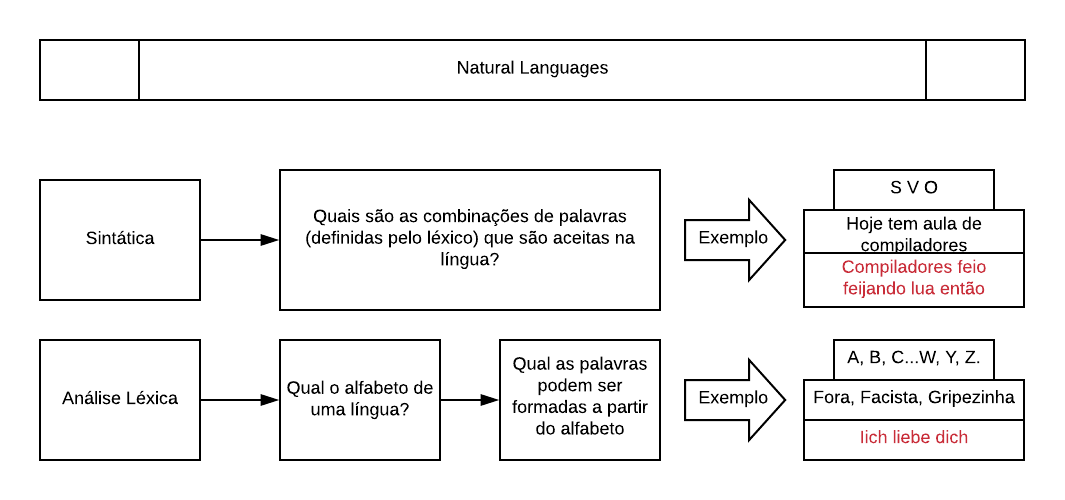 Natural Languages
Sintática
Quais são as combinações de palavras
(definidas pelo léxico) que são aceitas na
língua?
Exemplo
S V O
Hoje tem aula de
compiladores
Compiladores feio
feijando lua então
Análise Léxica
Qual o alfabeto de
uma língua?
Qual as palavras
podem ser
formadas a partir
do alfabeto
Exemplo
A, B, C...W, Y, Z.
Fora, Facista, Gripezinha
Iich liebe dich